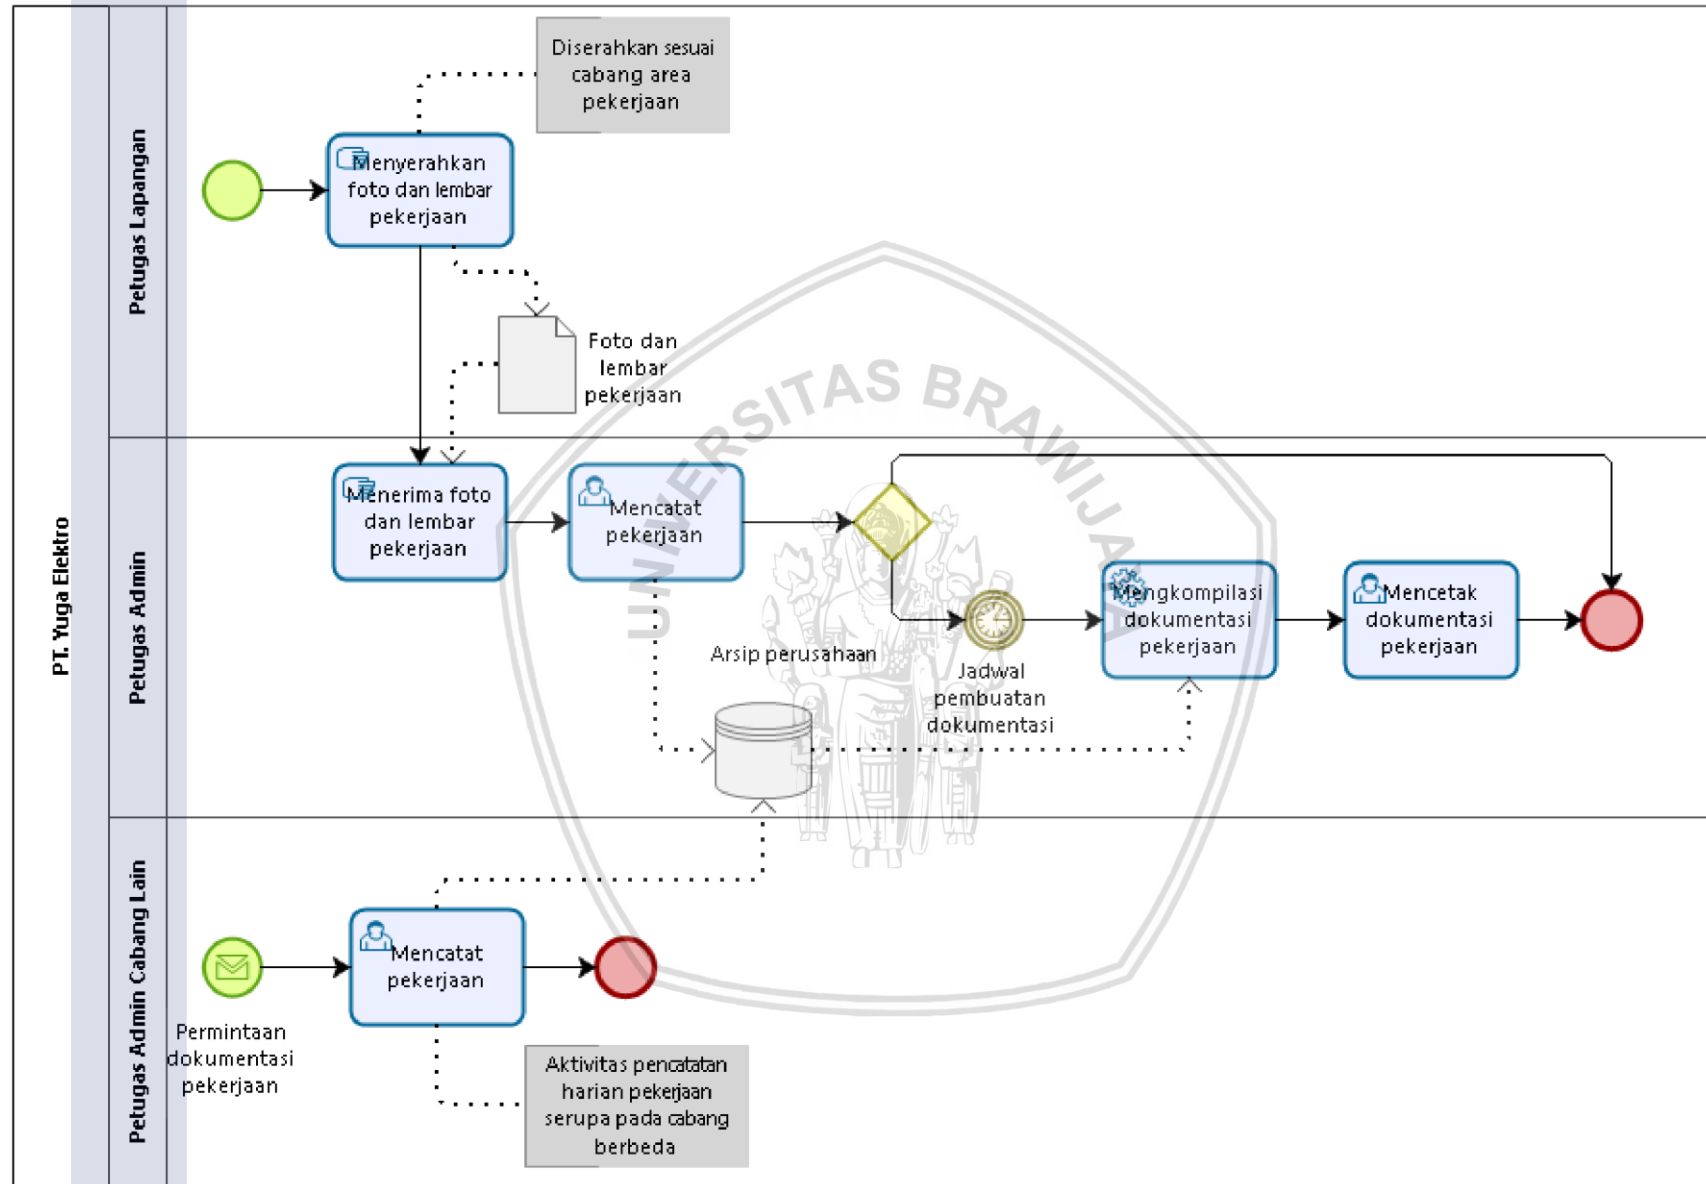 PT. Yuga Elektro
Petugas Lapangan
Diserahkan sesuai
cabang area
pekerjaan
Menyerahkan
foto dan lembar
pekerjaan
Foto dan
lembar
pekerjaan
UNIVERSITAS BRAWIJAYA
Petugas Admin
Menerima foto
dan lembar
pekerjaan
Mencatat
pekerjaan
Arsip perusahaan
Jadwal
pembuatan
dokumentasi
Mengkompilasi
dokumentasi
pekerjaan
Mencetak
dokumentasi
pekerjaan
Petugas Admin Cabang Lain
Permintaan
dokumentasi
pekerjaan
Mencatat
pekerjaan
Aktivitas pencatatan
harian pekerjaan
serupa pada cabang
berbeda